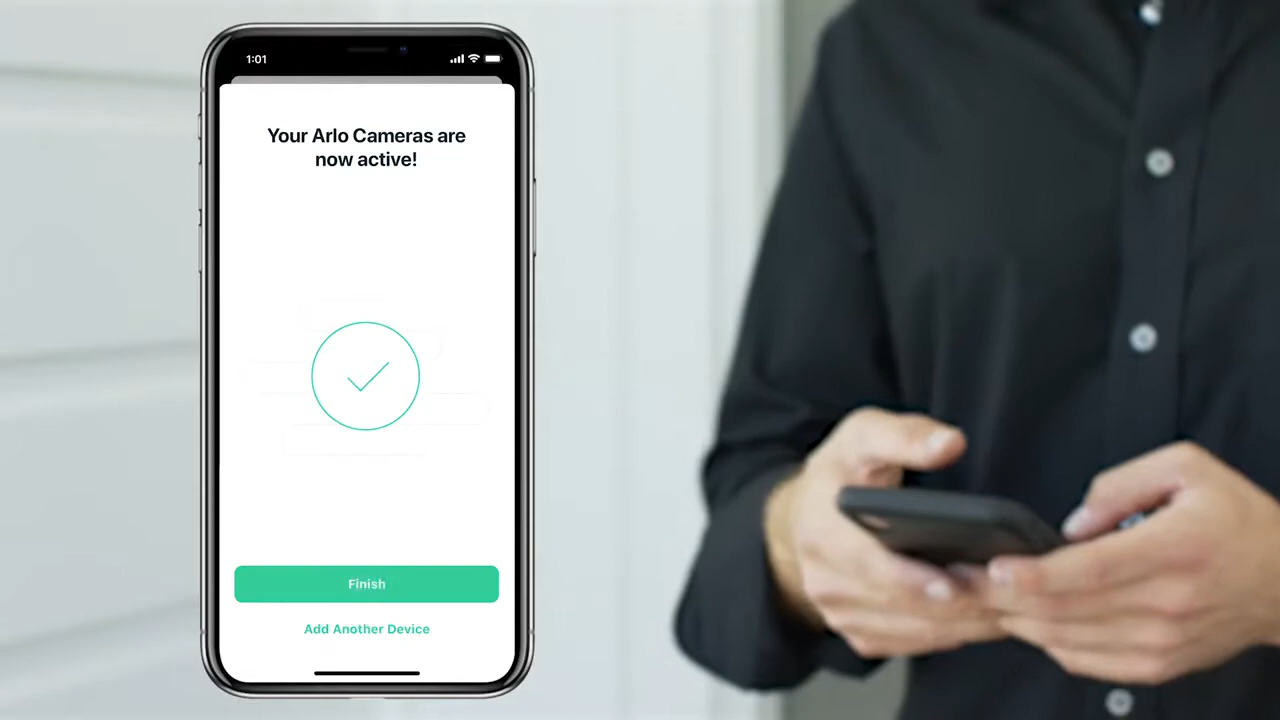 1:01
Your Arlo Cameras are
now active!
Finish
Add Another Device